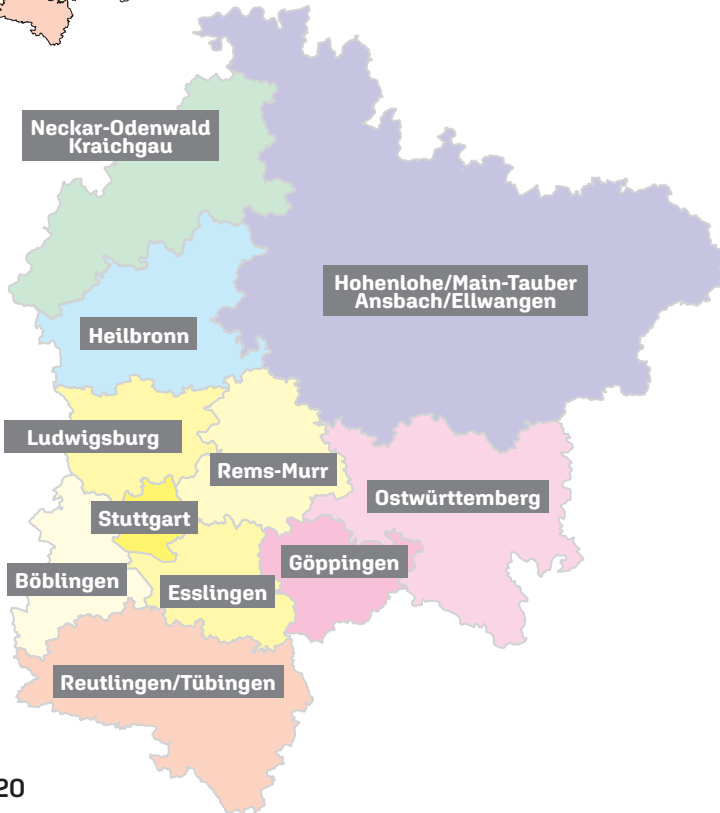 Neckar-Odenwald
Kraichgau
Hohenlohe/Main-Tauber
Ansbach/Ellwangen
Heilbronn
Ludwigsburg
Rems-Murr
Ostwürttemberg
Stuttgart
Göppingen
Böblingen
Esslingen
Reutlingen/Tübingen
20